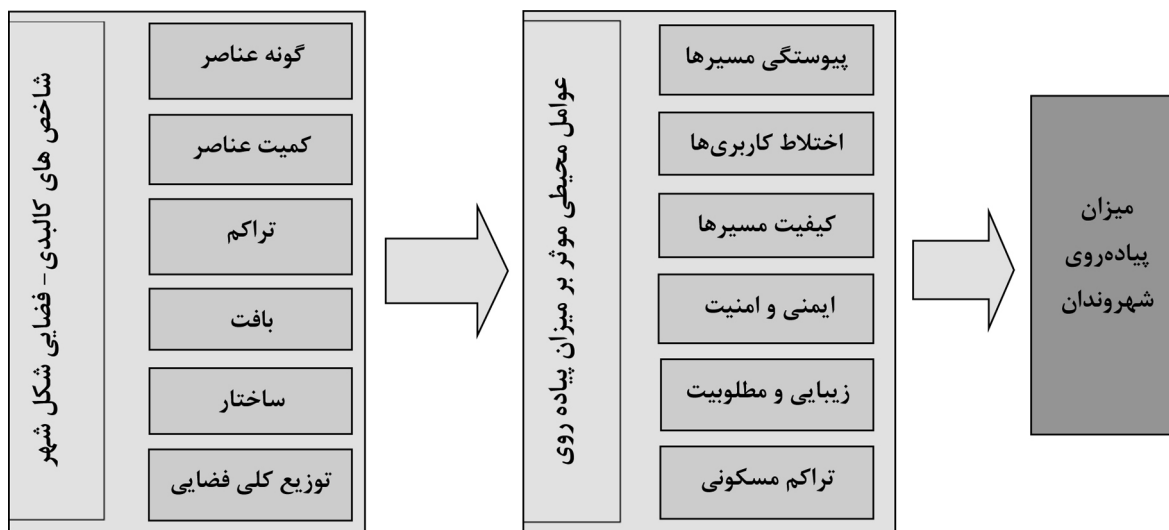 شاخص های کالبدی- فضایی شکل شهر
گونه عناصر
کمیت عناصر
تراکم
بافت
ساختار
توزیع کلی فضایی
عوامل محیطی موثر بر میزان پیاده روی
پیوستگی مسیرها
اختلاط کاربری‌ها
کیفیت مسیرها
ایمنی و امنیت
زیبایی و مطلوبیت
تراکم مسکونی
میزان
پیاده‌روی
شهروندان